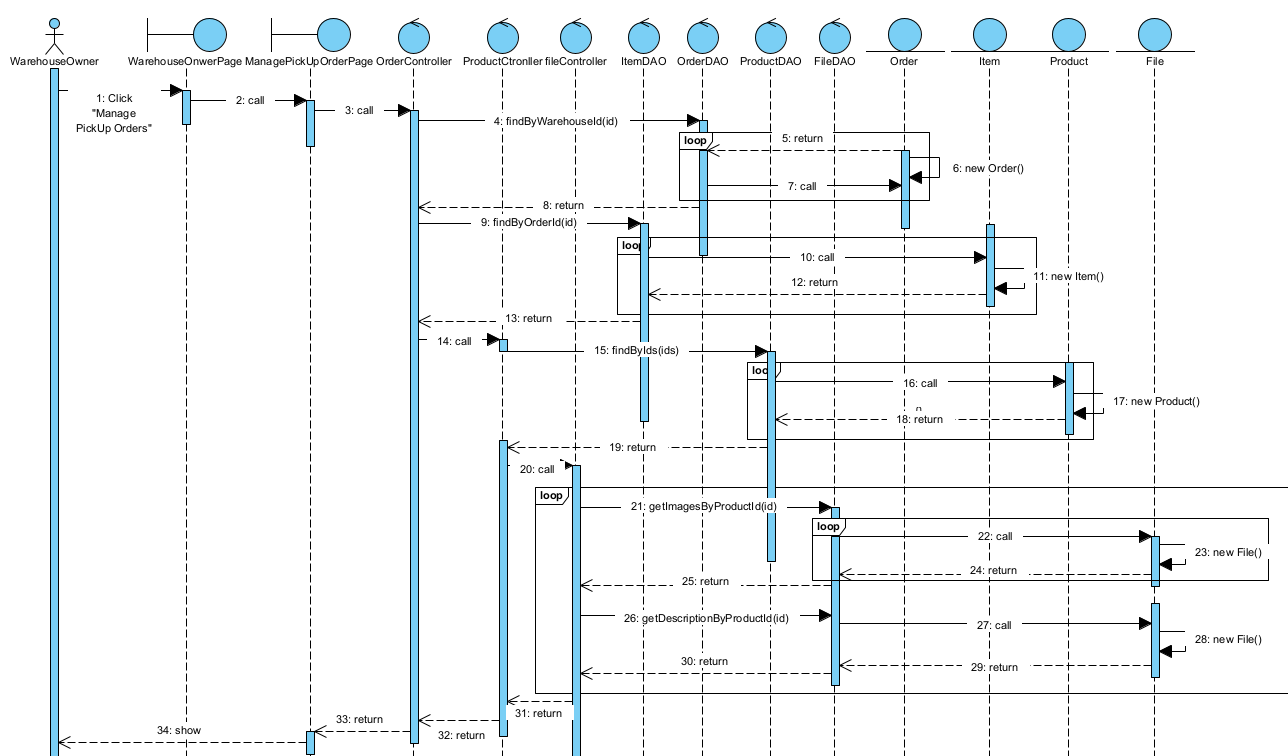 WarehouseOwner
WarehouseOnwerPage
ManagePickUpOrderPage
OrderController
ProductCtronller
fileController
ItemDAO
OrderDAO
ProductDAO
FileDAO
Order
Item
Product
File
1: Click
"Manage
PickUp Orders"
2: call
3: call
4: findByWarehouseId(id)
loop
5: return
6: new Order()
7: call
8: return
9: findByOrderId(id)
loop
10: call
11: new Item()
12: return
13: return
14: call
15: findByIds(ids)
loop
16: call
17: new Product()
18: return
19: return
20: call
loop
21: getImagesByProductId(id)
loop
22: call
23: new File()
24: return
25: return
26: getDescriptionByProductId(id)
27: call
28: new File()
29: return
30: return
31: return
32: return
33: return
34: show